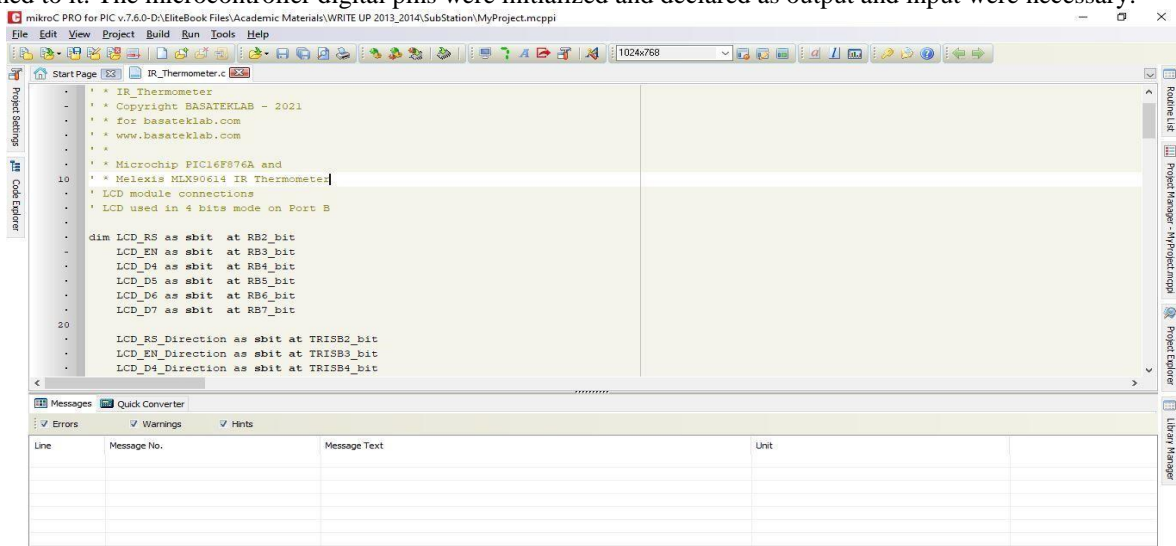 ned to it. The microcontroller digital pins were initialized and declared as output and input were necessary.
mikroC PRO for PIC v.7.6.0-D:\EliteBook Files\Academic Materials\WRITE UP 2013_2014\SubStation\MyProject.mcppi
File Edit View Project Build Run Tools Help
1024x768
Start Page IR_Thermometer.c
' * IR_Thermometer
' * Copyright BASATEKLAB - 2021
' * for basateklab.com
' * www.basateklab.com
' *
' * Microchip PIC16F876A and
10 ' * Melexis MLX90614 IR Thermometer
' LCD module connections
' LCD used in 4 bits mode on Port B
dim LCD_RS as sbit at RB2_bit
LCD_EN as sbit at RB3_bit
LCD_D4 as sbit at RB4_bit
LCD_D5 as sbit at RB5_bit
LCD_D6 as sbit at RB6_bit
LCD_D7 as sbit at RB7_bit
20
LCD_RS_Direction as sbit at TRISB2_bit
LCD_EN_Direction as sbit at TRISB3_bit
LCD_D4_Direction as sbit at TRISB4_bit
Project Settings
Code Explorer
Routine List
Project Manager - MyProject.mcppi
Project Explorer
Library Manager
Messages Quick Converter
Errors Warnings Hints
Line Message No. Message Text Unit